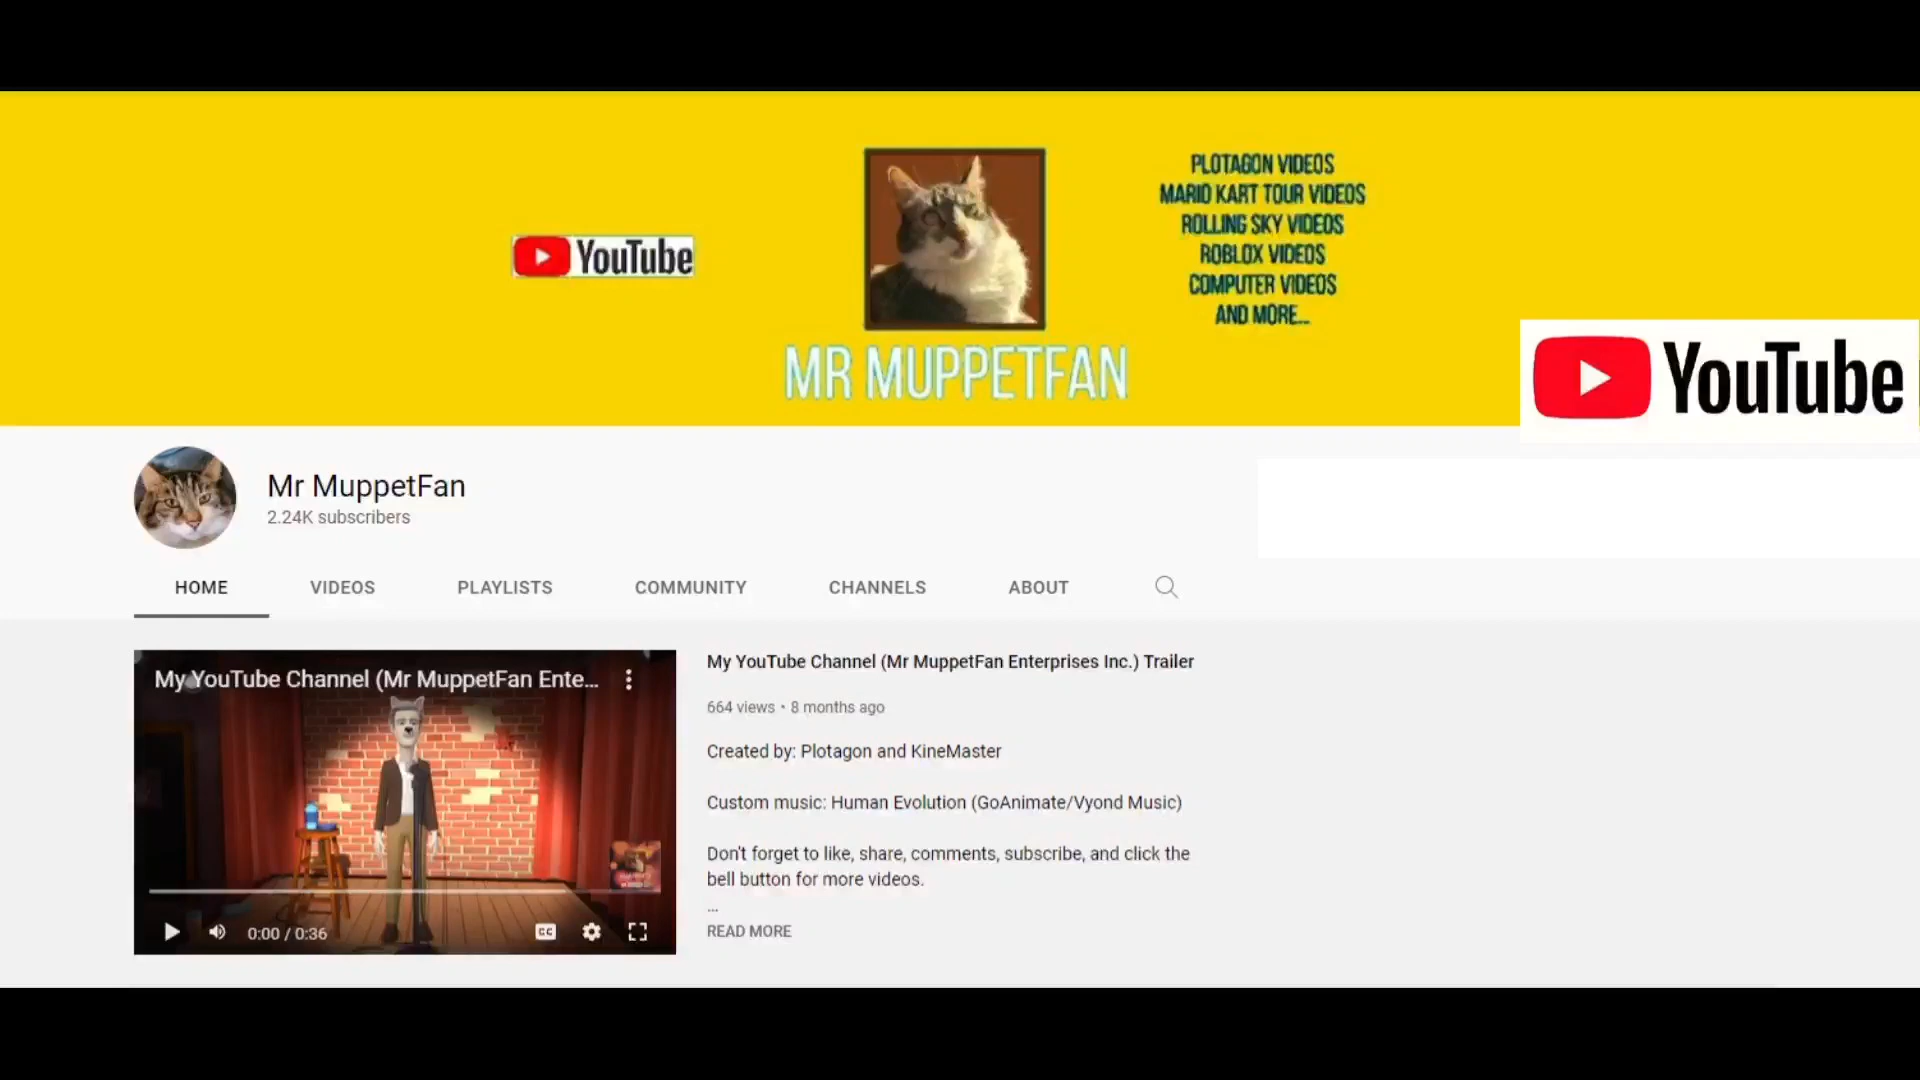 PLOTAGON VIDEOS
MARIO KART TOUR VIDEOS
ROLLING SKY VIDEOS
ROBLOX VIDEOS
COMPUTER VIDEOS
AND MORE...
YouTube
MR MUPPETFAN
YouTube
Mr MuppetFan
2.24K subscribers
HOME VIDEOS PLAYLISTS COMMUNITY CHANNELS ABOUT
My YouTube Channel (Mr MuppetFan Ente...
0:00 / 0:36
CC
My YouTube Channel (Mr MuppetFan Enterprises Inc.) Trailer
664 views • 8 months ago
Created by: Plotagon and KineMaster
Custom music: Human Evolution (GoAnimate/Vyond Music)
Don't forget to like, share, comments, subscribe, and click the
bell button for more videos.
...
READ MORE